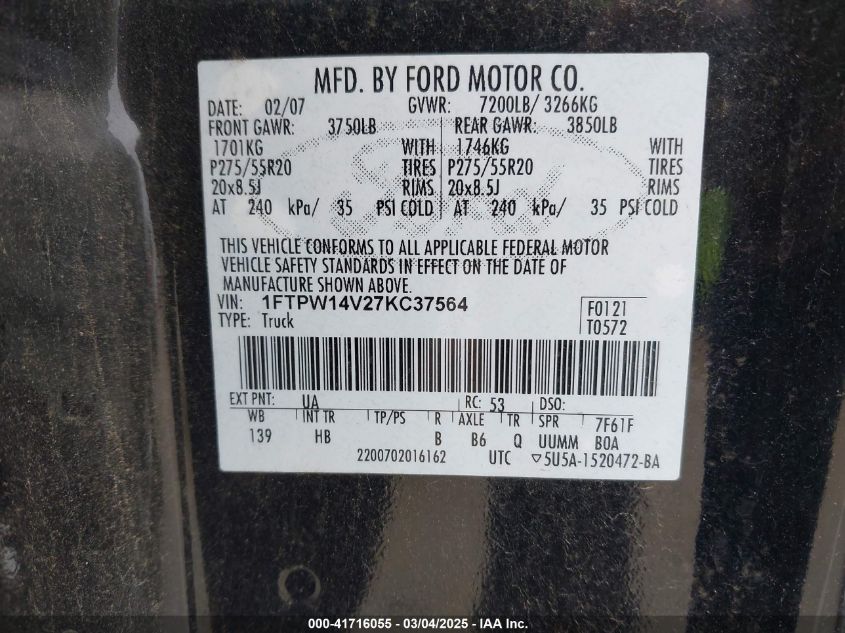 MFD. BY FORD MOTOR CO.
DATE: 02/07 GVWR: 7200LB/ 3266KG
FRONT GAWR: 3750LB REAR GAWR: 3850LB
1701KG WITH 1746KG WITH
P275/55R20 TIRES P275/55R20 TIRES
20x8.5J RIMS 20x8.5J RIMS
AT 240 kPa/ 35 PSI COLD AT 240 kPa/ 35 PSI COLD
THIS VEHICLE CONFORMS TO ALL APPLICABLE FEDERAL MOTOR
VEHICLE SAFETY STANDARDS IN EFFECT ON THE DATE OF
MANUFACTURE SHOWN ABOVE.
VIN: 1FTPW14V27KC37564 F0121
TYPE: Truck T0572
EXT PNT: UA RC: 53 DSO:
WB INT TR TP/PS R AXLE TR SPR 7F61F
139 HB B B6 Q UUMM BOA
2200702016162 UTC ▽5U5A-1520472-BA
000-41716055 - 03/04/2025 - IAA Inc.